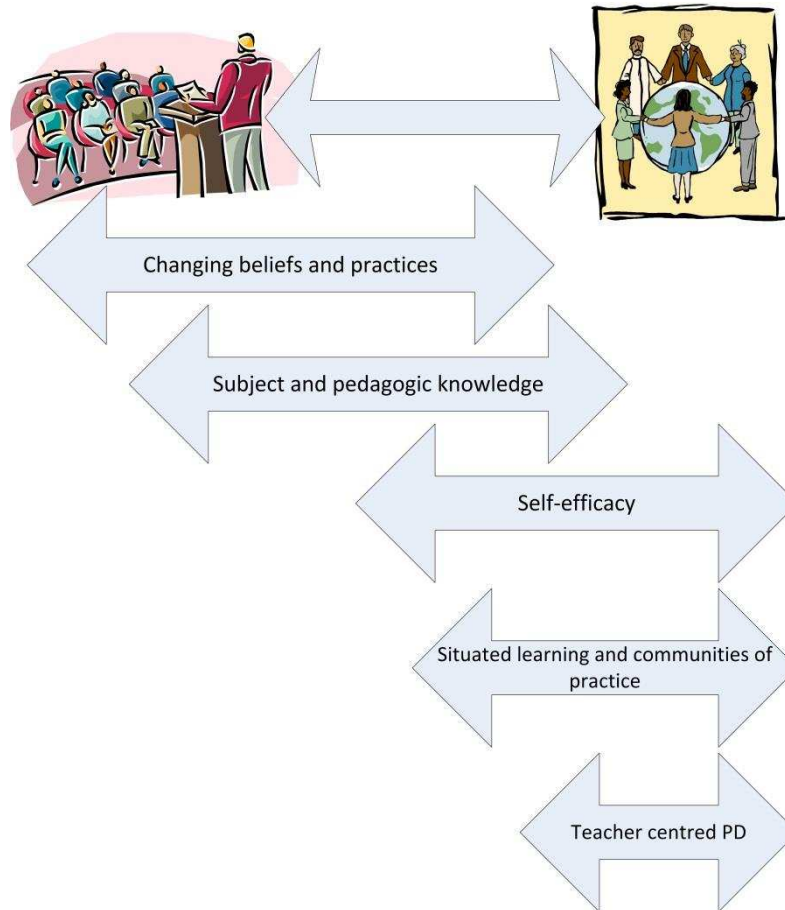 Changing beliefs and practices
Subject and pedagogic knowledge
Self-efficacy
Situated learning and communities of
practice
Teacher centred PD